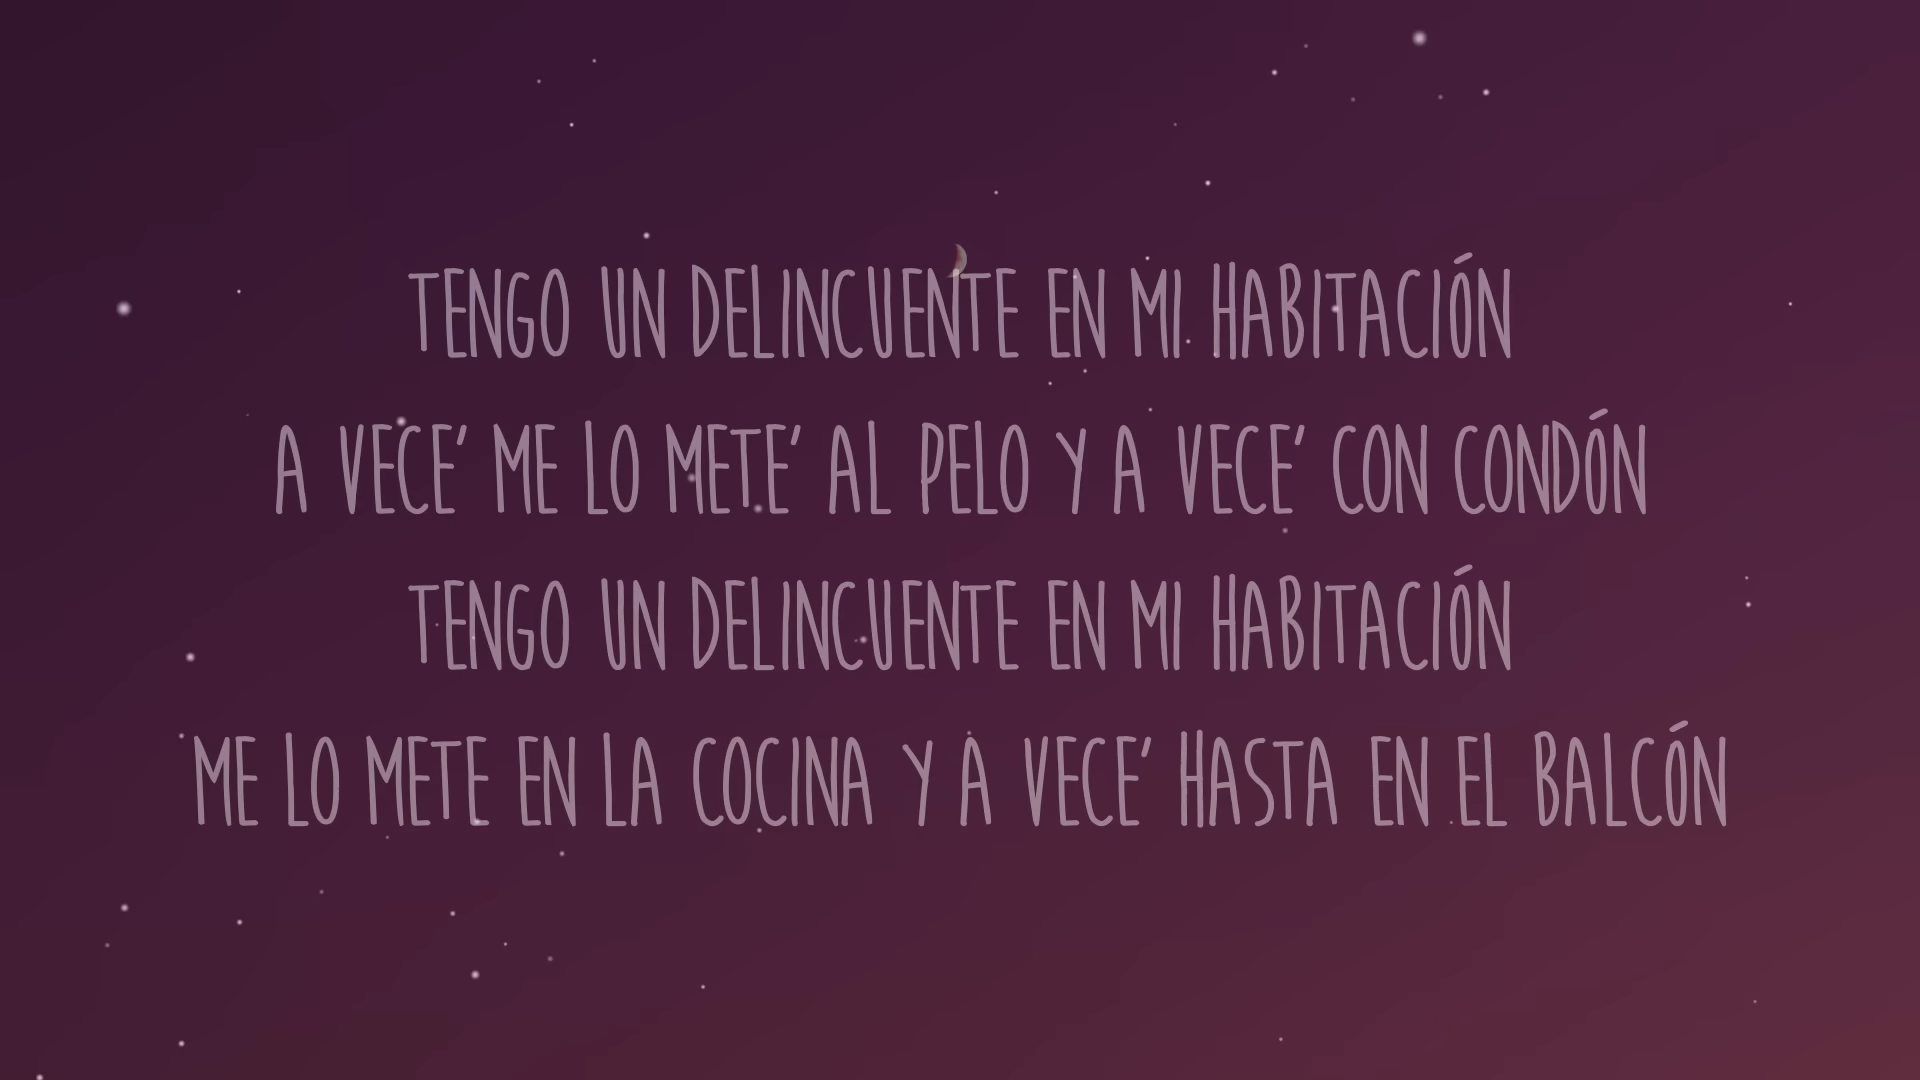 TENGO UN DELINCUENTE EN MI HABITACIÓN
A VECE' ME LO METE' AL PELO Y A VECE' CON CONDÓN
TENGO UN DELINCUENTE EN MI HABITACIÓN
ME LO METE EN LA COCINA Y A VECE' HASTA EN EL BALCÓN